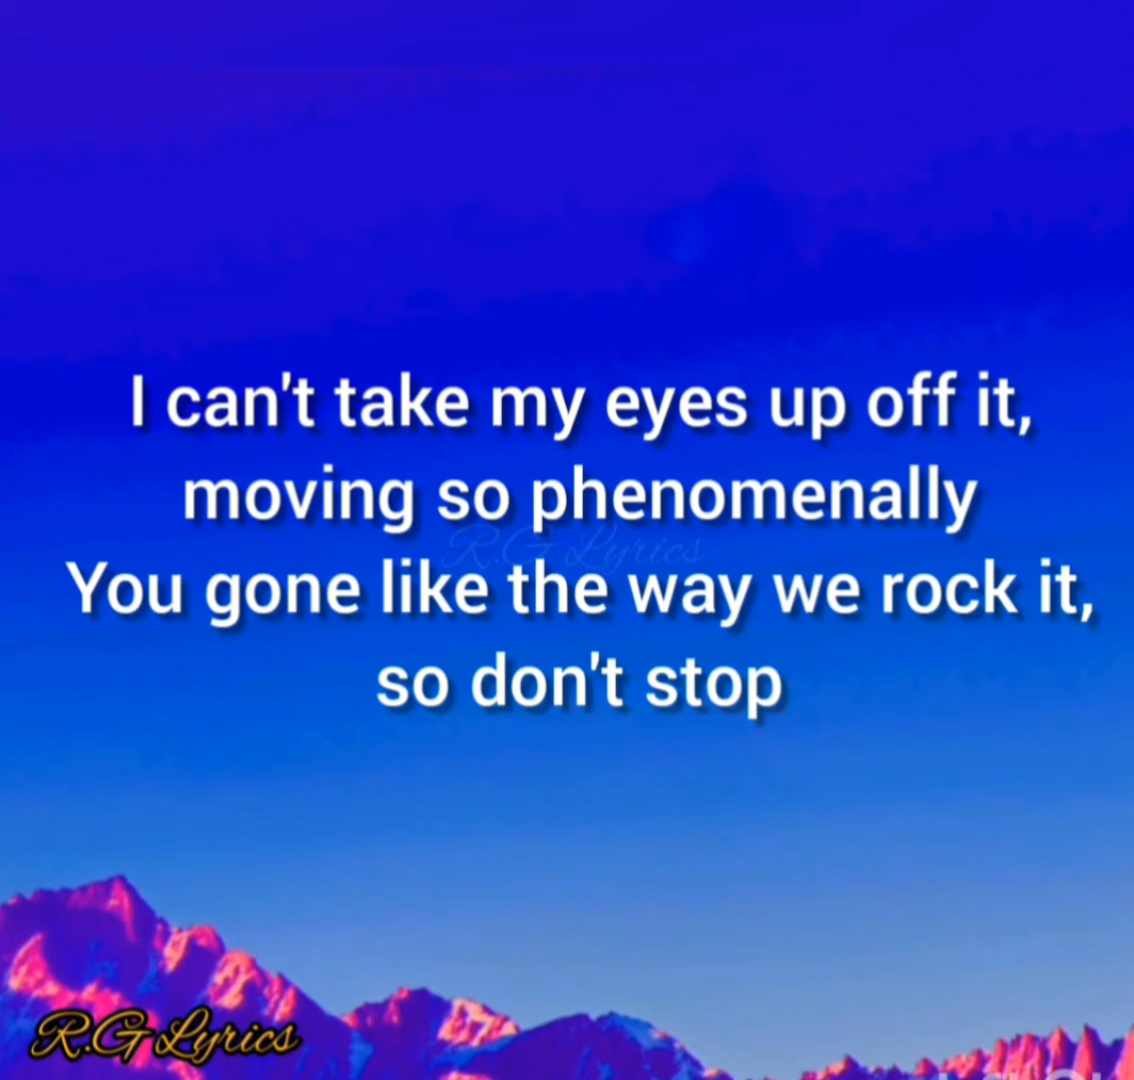 I can't take my eyes up off it,
moving so phenomenally
R.G Lyrics
You gone like the way we rock it,
so don't stop
R.G Lyrics